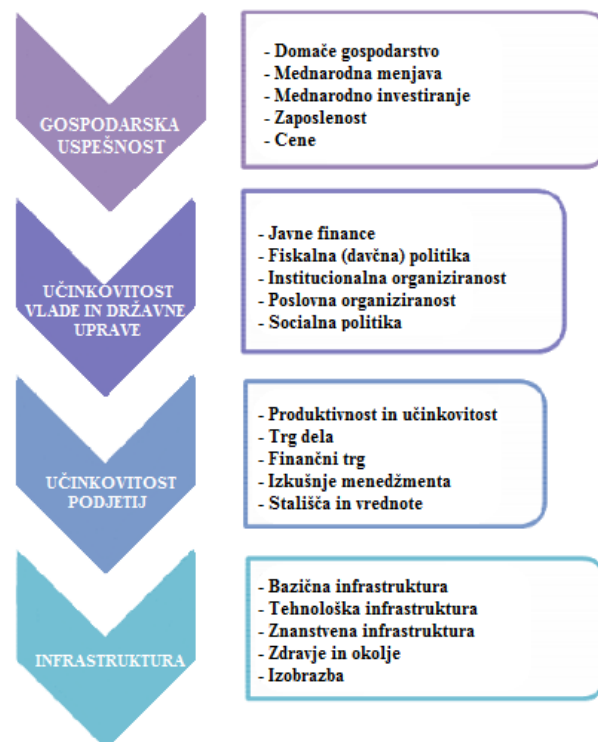 GOSPODARSKA
USPEŠNOST
- Domače gospodarstvo
- Mednarodna menjava
- Mednarodno investiranje
- Zaposlenost
- Cene
UČINKOVITOST
VLADE IN DRŽAVNE
UPRAVE
- Javne finance
- Fiskalna (davčna) politika
- Institucionalna organiziranost
- Poslovna organiziranost
- Socialna politika
UČINKOVITOST
PODJETIJ
- Produktivnost in učinkovitost
- Trg dela
- Finančni trg
- Izkušnje menedžmenta
- Stališča in vrednote
INFRASTRUKTURA
- Bazična infrastruktura
- Tehnološka infrastruktura
- Znanstvena infrastruktura
- Zdravje in okolje
- Izobrazba